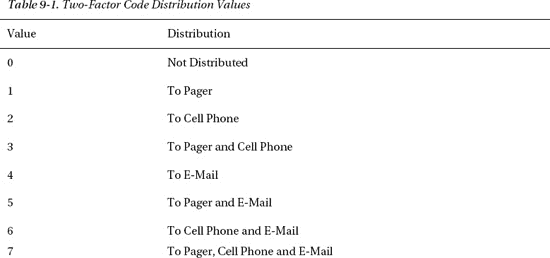 Table 9-1. Two-Factor Code Distribution Values
Value Distribution
0 Not Distributed
1 To Pager
2 To Cell Phone
3 To Pager and Cell Phone
4 To E-Mail
5 To Pager and E-Mail
6 To Cell Phone and E-Mail
7 To Pager, Cell Phone and E-Mail